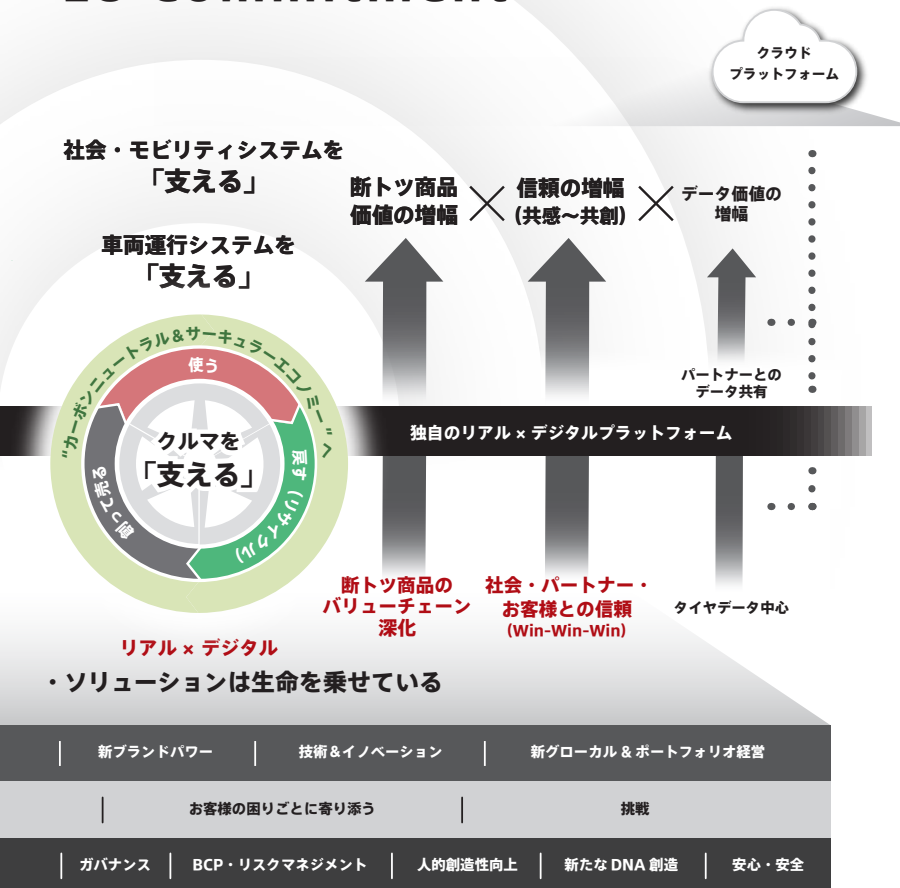 クラウド
プラットフォーム
社会・モビリティシステムを
「支える」
断トツ商品
価値の増幅
×
信頼の増幅
(共感〜共創)
×
データ価値の
増幅
車両運行システムを
「支える」
“カーボンニュートラル&サーキュラーエコノミー”へ
使う
クルマを
「支える」
創って売る
戻す(リサイクル)
パートナーとの
データ共有
独自のリアル × デジタルプラットフォーム
断トツ商品の
バリューチェーン
深化
社会・パートナー・
お客様との信頼
(Win-Win-Win)
タイヤデータ中心
リアル × デジタル
・ソリューションは生命を乗せている
新ブランドパワー
技術&イノベーション
新グローカル & ポートフォリオ経営
お客様の困りごとに寄り添う
挑戦
ガバナンス
BCP・リスクマネジメント
人的創造性向上
新たな DNA 創造
安心・安全